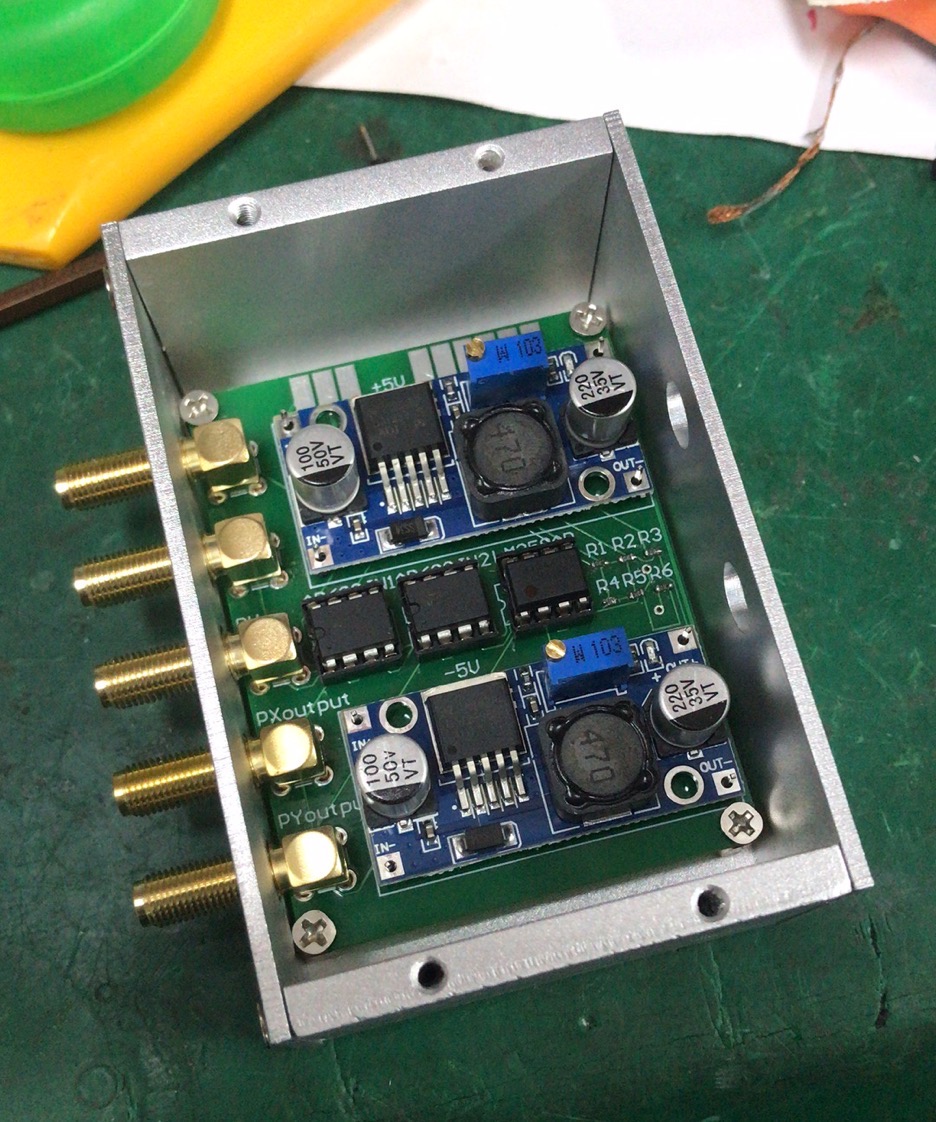 +5V
W 103
220
35V
VT
100
50V
VT
470
OUT-
IN-
R1 R2 R3
R4 R5 R6
-5V
W 103
PXoutput
220
35V
VT
OUT+
100
50V
VT
470
OUT-
IN-